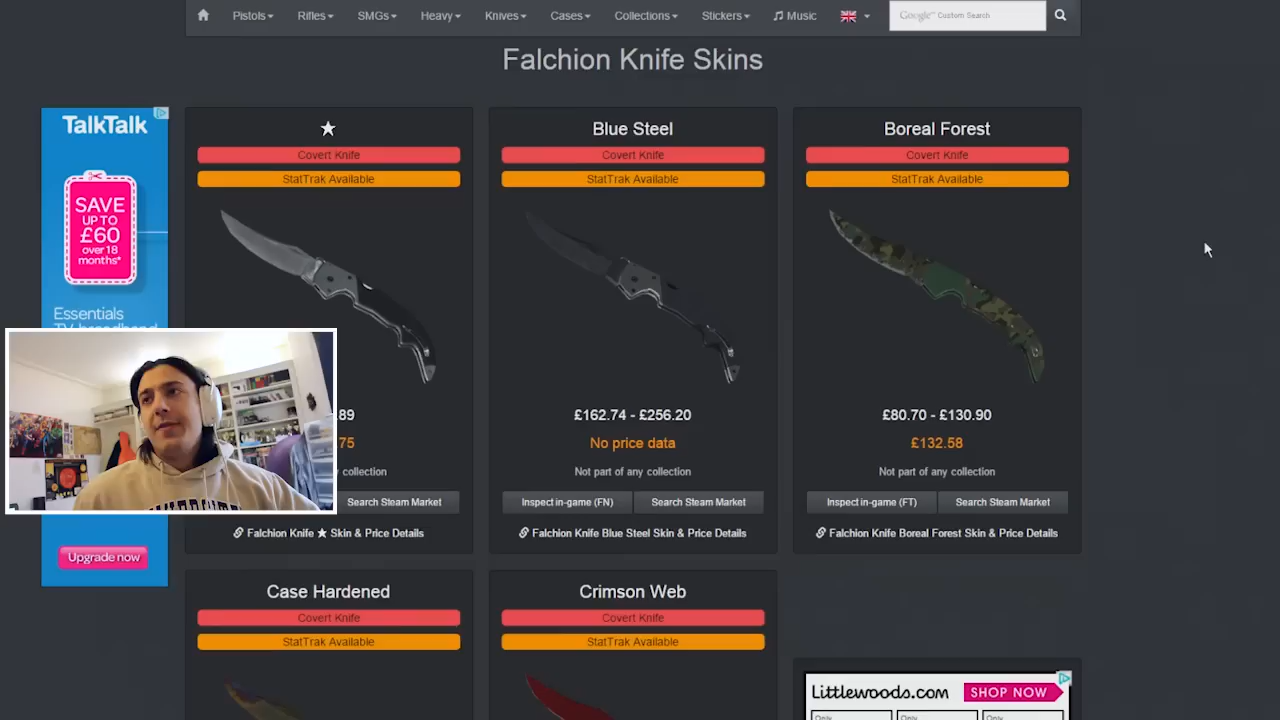 Pistols Rifles SMGs Heavy Knives Cases Collections Stickers Music Google™ Custom Search
Falchion Knife Skins
TalkTalk
SAVE
UP TO
£60
over 18
months*
Essentials
Upgrade now
★
Covert Knife
StatTrak Available
89
75
collection
Search Steam Market
Falchion Knife ★ Skin & Price Details
Blue Steel
Covert Knife
StatTrak Available
£162.74 - £256.20
No price data
Not part of any collection
Inspect in-game (FN) Search Steam Market
Falchion Knife Blue Steel Skin & Price Details
Boreal Forest
Covert Knife
StatTrak Available
£80.70 - £130.90
£132.58
Not part of any collection
Inspect in-game (FT) Search Steam Market
Falchion Knife Boreal Forest Skin & Price Details
Case Hardened
Covert Knife
StatTrak Available
Crimson Web
Covert Knife
StatTrak Available
Littlewoods.com SHOP NOW
Only Only Only